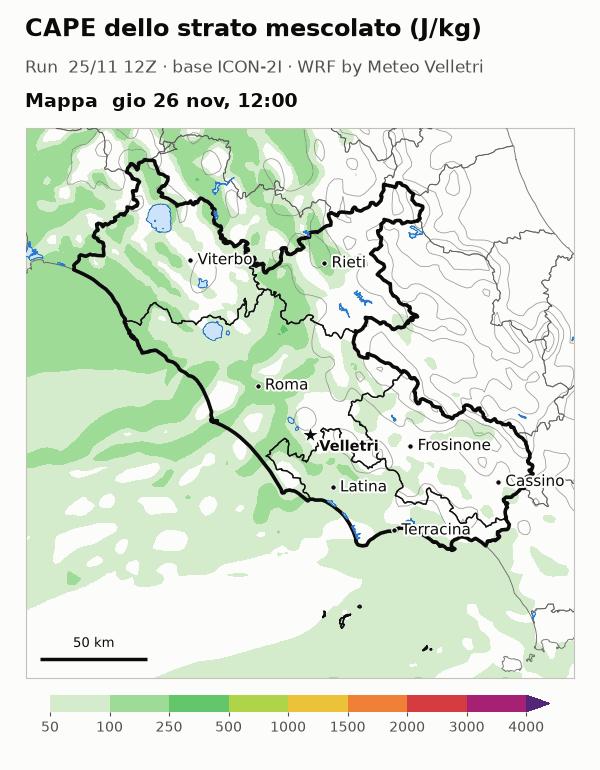 CAPE dello strato mescolato (J/kg)
Run  25/11 12Z · base ICON-2I · WRF by Meteo Velletri
Mappa  gio 26 nov, 12:00
Viterbo
Rieti
Roma
Velletri
Frosinone
Cassino
Latina
Terracina
50 km
50 100 250 500 1000 1500 2000 3000 4000